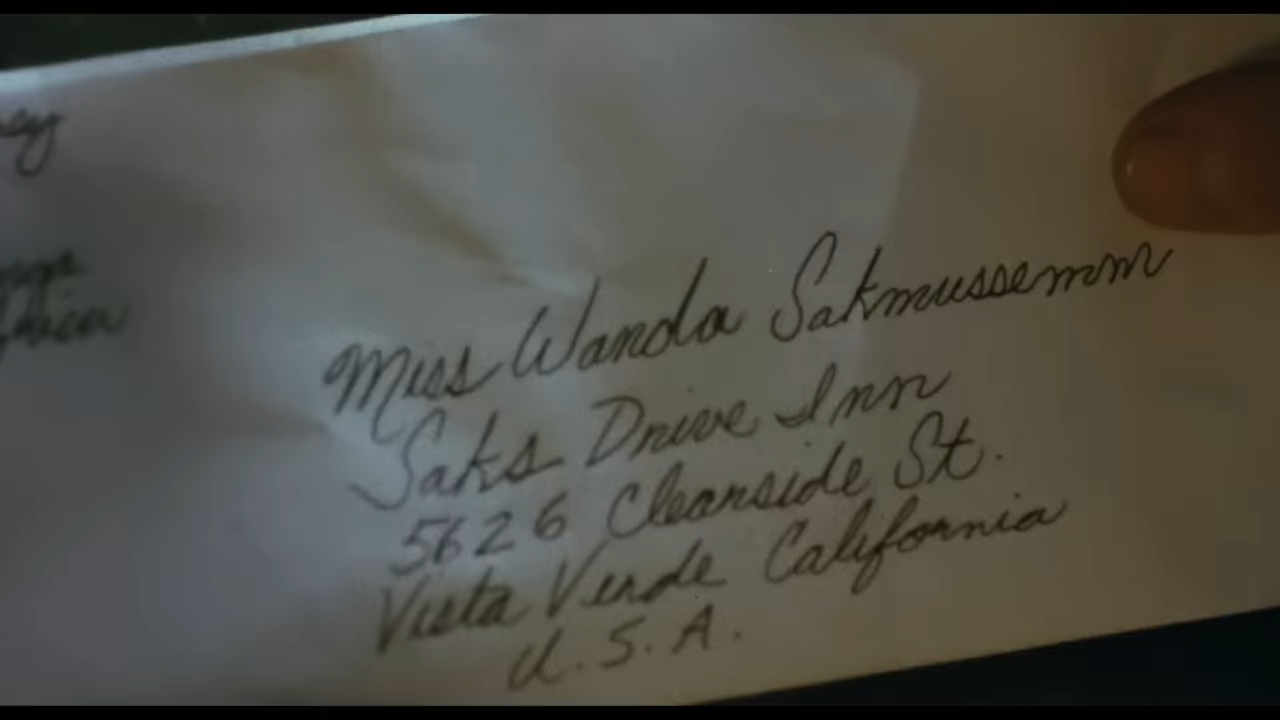 Miss Wanda Sakmussemm
Saks Drive Inn
5626 Clearside St.
Vista Verde California
U.S.A.